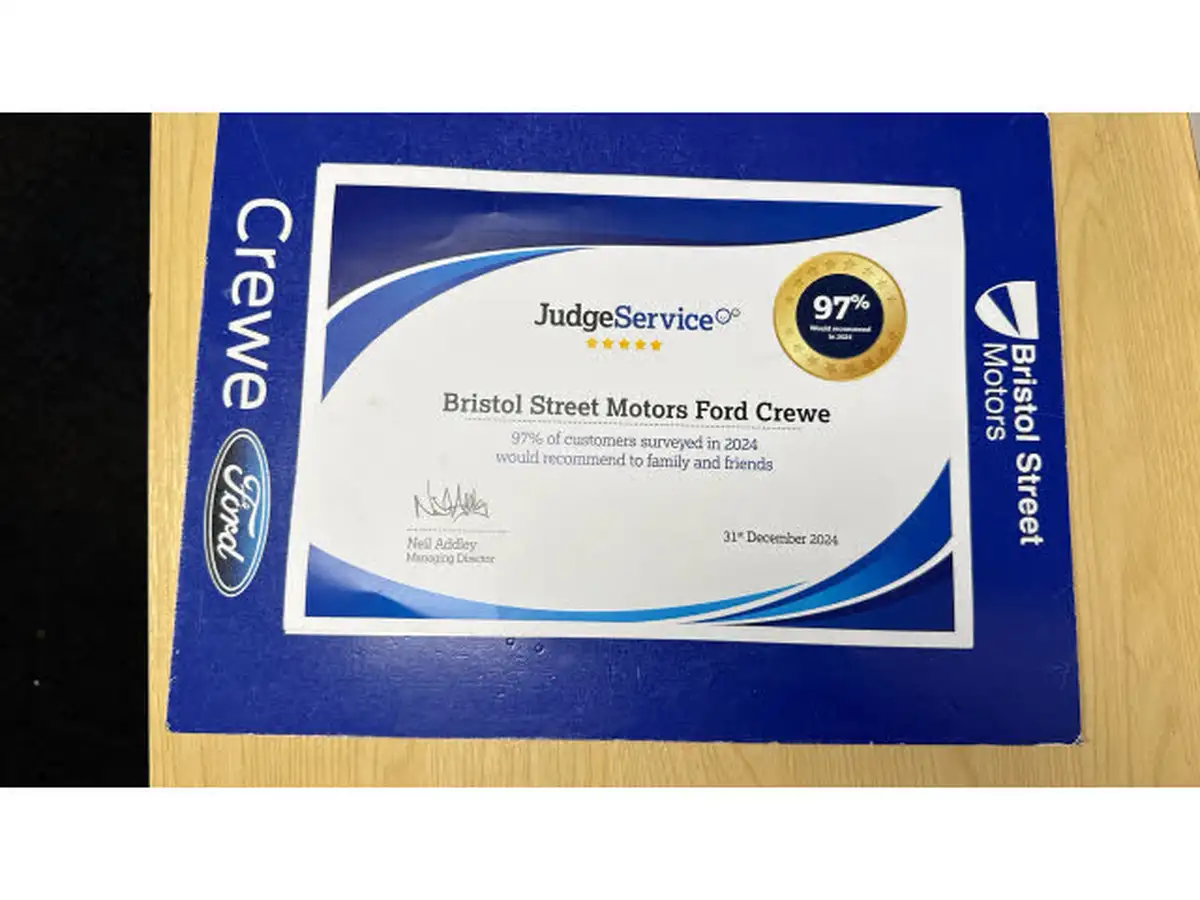 Crewe
Ford
JudgeService
97%
Would recommend
in 2024
Bristol Street Motors Ford Crewe
97% of customers surveyed in 2024
would recommend to family and friends
Neil Addley
Managing Director
31st December 2024
Bristol Street
Motors